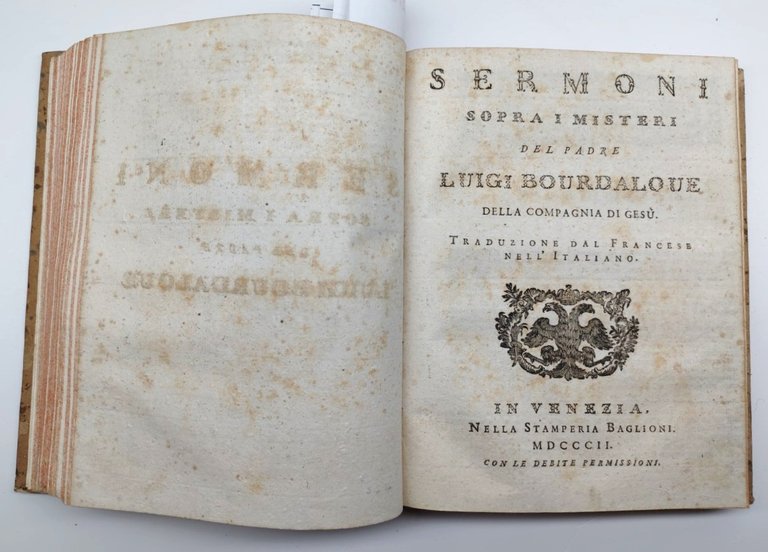 SERMONI
SOPRA I MISTERI
DEL PADRE
LUIGI BOURDALOUE
DELLA COMPAGNIA DI GESÙ.
TRADUZIONE DAL FRANCESE
NELL'ITALIANO.
IN VENEZIA,
NELLA STAMPERIA BAGLIONI.
MDCCCII.
CON LE DEBITE PERMISSIONI.